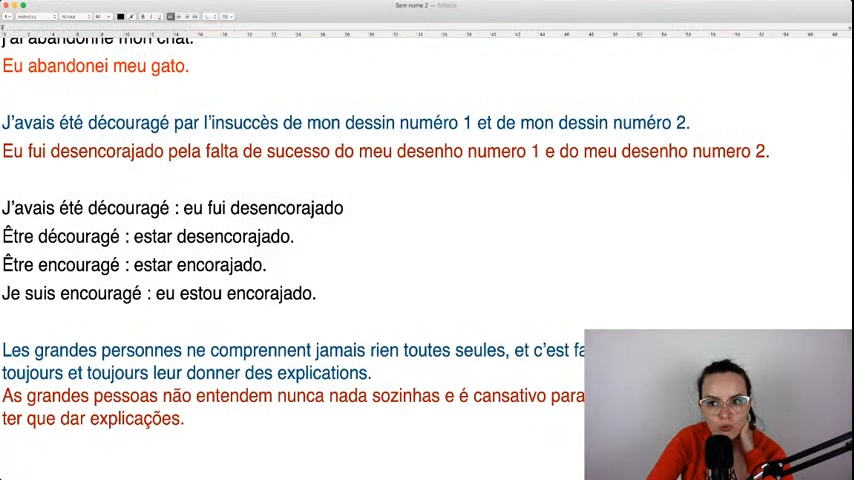 Sem nome 2 — Editado
j'ai abandonné mon chat.
Eu abandonei meu gato.
J'avais été découragé par l'insuccès de mon dessin numéro 1 et de mon dessin numéro 2.
Eu fui desencorajado pela falta de sucesso do meu desenho numero 1 e do meu desenho numero 2.
J'avais été découragé : eu fui desencorajado
Être découragé : estar desencorajado.
Être encouragé : estar encorajado.
Je suis encouragé : eu estou encorajado.
Les grandes personnes ne comprennent jamais rien toutes seules, et c'est fa
toujours et toujours leur donner des explications.
As grandes pessoas não entendem nunca nada sozinhas e é cansativo para
ter que dar explicações.